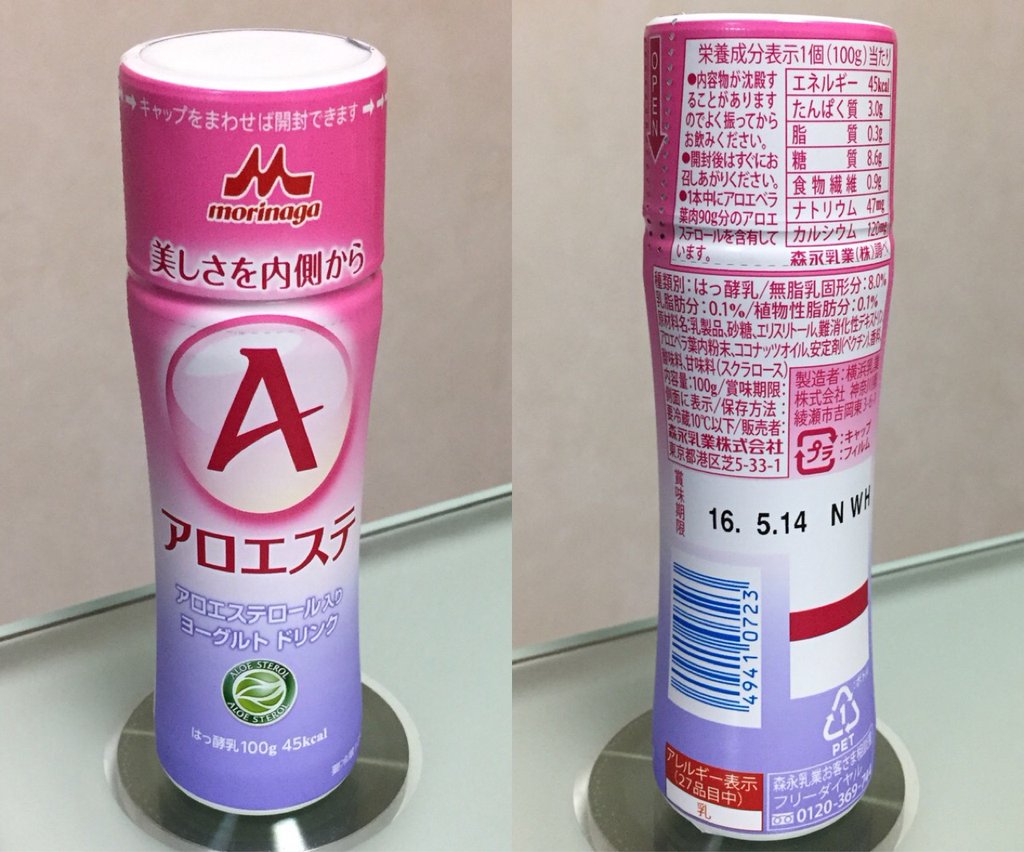 キャップをまわせば開封できます
morinaga
美しさを内側から
A
アロエステ
アロエステロール入り
ヨーグルト ドリンク
ALOE STEROL
ALOE STEROL
はっ酵乳100g 45kcal
OPEN
栄養成分表示1個(100g)当たり
●内容物が沈殿す
ることがあります
のでよく振ってから
お飲みください。
●開封後はすぐにお
召しあがりください。
●1本中にアロエベラ
葉肉90g分のアロエ
ステロールを含有して
います。
エネルギー 45kcal
たんぱく質 3.0g
脂質 0.3g
糖質 8.6g
食物繊維 0.9g
ナトリウム 47mg
カルシウム 120mg
森永乳業(株)調べ
種類別:はっ酵乳/無脂乳固形分:8.0%
乳脂肪分:0.1%/植物性脂肪分:0.1%
原材料名:乳製品、砂糖、エリスリトール、難消化性デキストリン、
アロエベラ葉内粉末、ココナッツオイル、安定剤(ペクチン)、香料、
酸味料、甘味料(スクラロース)
内容量:100g/賞味期限:
側面に表示/保存方法:
要冷蔵10℃以下/販売者:
森永乳業株式会社
東京都港区芝5-33-1
製造者:横浜乳業
株式会社 神奈川県
綾瀬市吉岡東3-6-
プラ
:キャップ
:フィルム
賞味期限
16. 5.14 NWH
4941 0723
1
PET
アレルギー表示
(27品目中)
乳
森永乳業お客さま相談室
フリーダイヤル
0120-369-